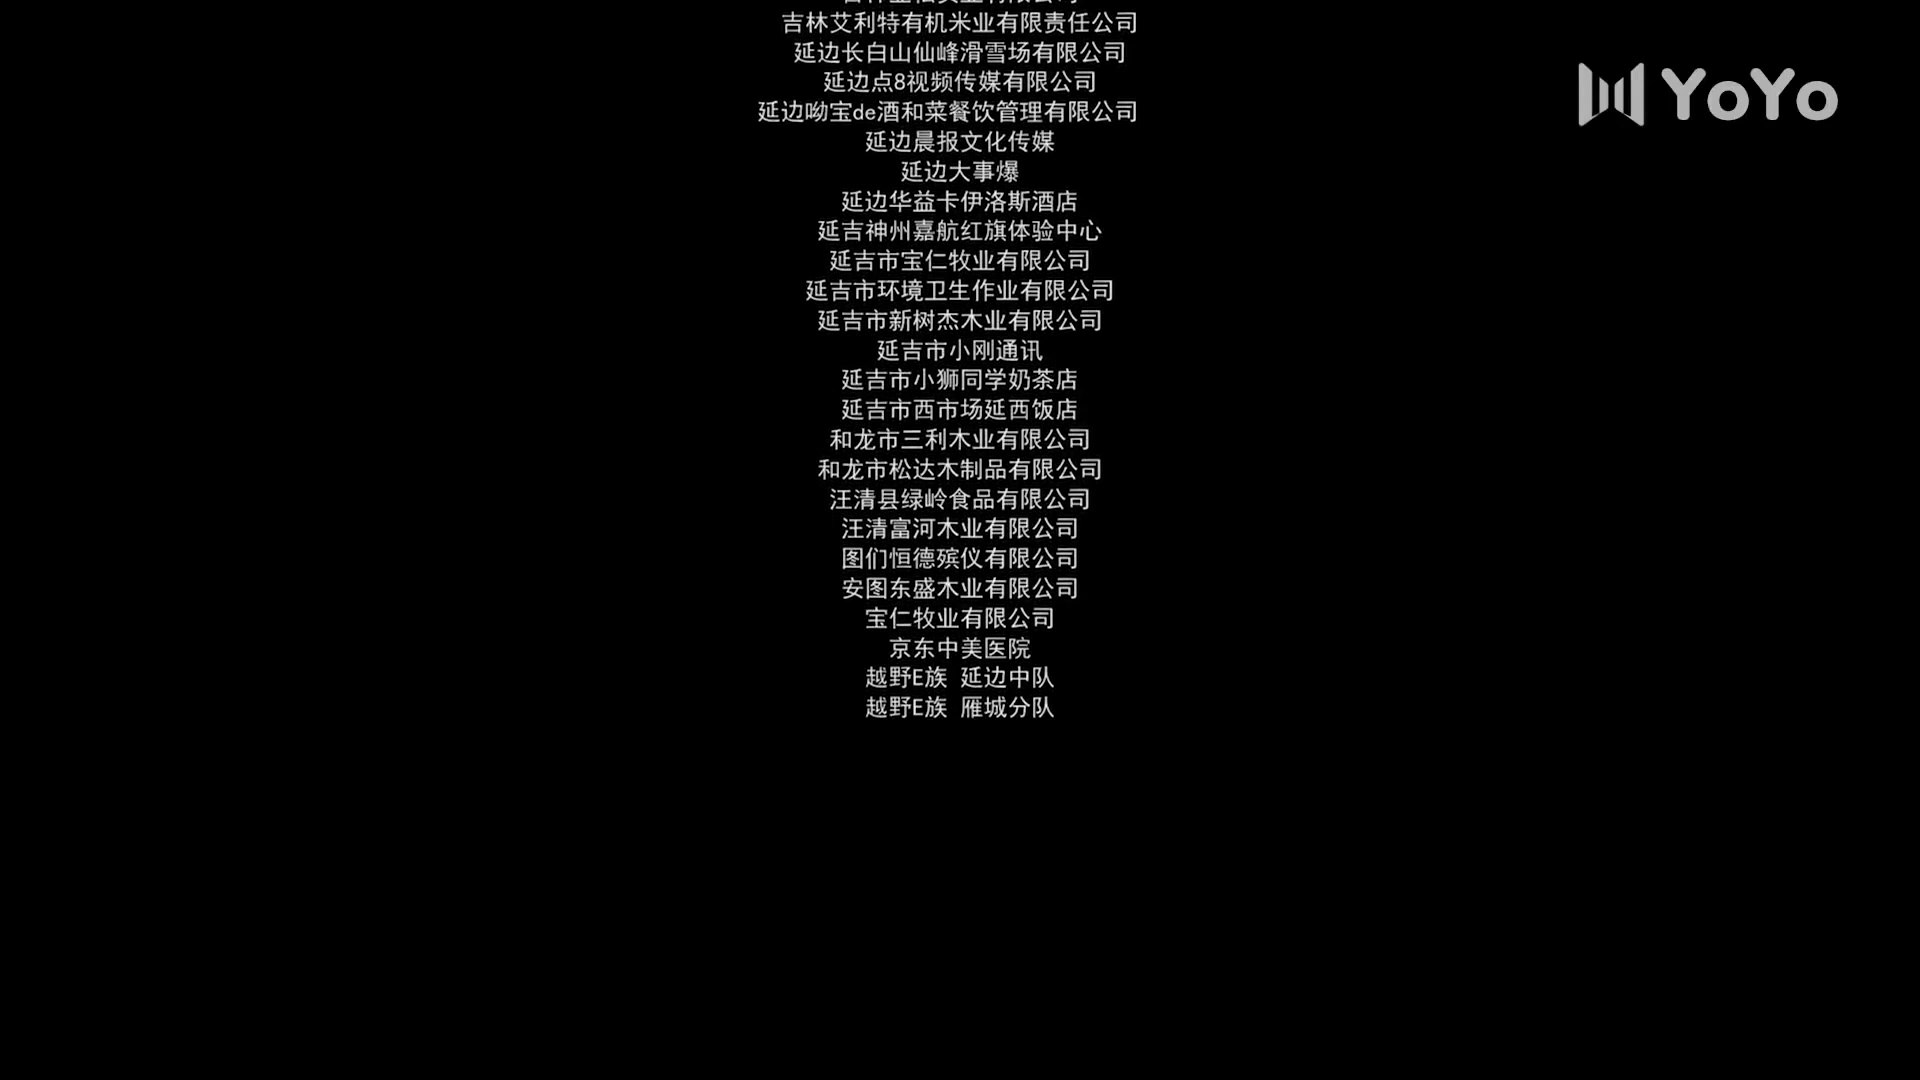 吉林艾利特有机米业有限责任公司
延边长白山仙峰滑雪场有限公司
延边点8视频传媒有限公司
延边呦宝de酒和菜餐饮管理有限公司
延边晨报文化传媒
延边大事爆
延边华益卡伊洛斯酒店
延吉神州嘉航红旗体验中心
延吉市宝仁牧业有限公司
延吉市环境卫生作业有限公司
延吉市新树杰木业有限公司
延吉市小刚通讯
延吉市小狮同学奶茶店
延吉市西市场延西饭店
和龙市三利木业有限公司
和龙市松达木制品有限公司
汪清县绿岭食品有限公司
汪清富河木业有限公司
图们恒德殡仪有限公司
安图东盛木业有限公司
宝仁牧业有限公司
京东中美医院
越野E族 延边中队
越野E族 雁城分队
YoYo